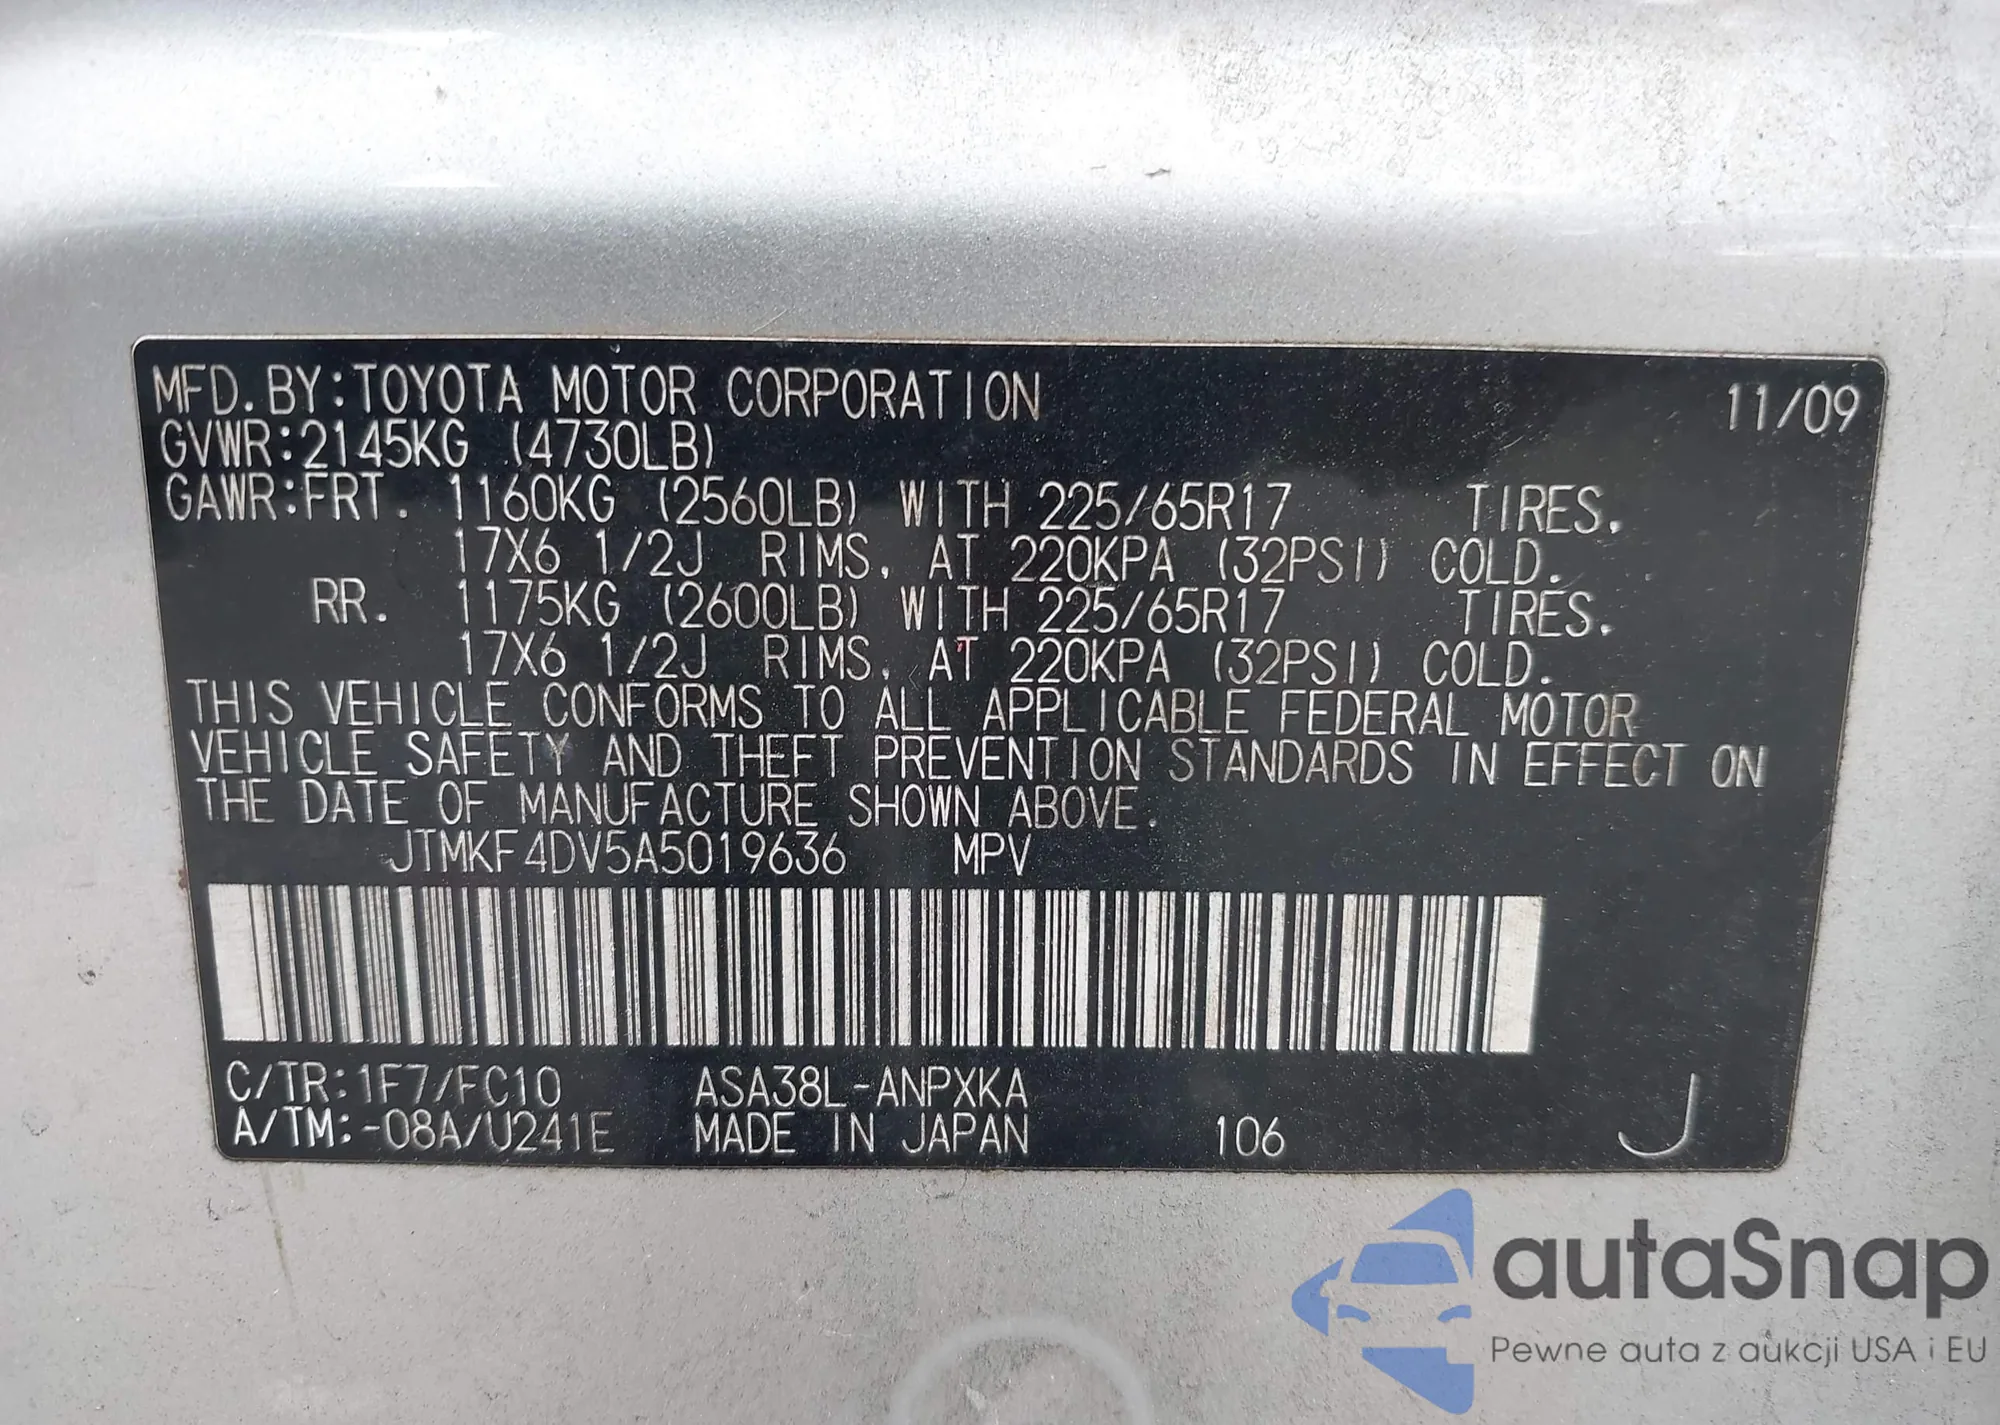 MFD.BY:TOYOTA MOTOR CORPORATION 11/09
GVWR:2145KG (4730LB)
GAWR:FRT. 1160KG (2560LB) WITH 225/65R17 TIRES.
17X6 1/2J RIMS, AT 220KPA (32PSI) COLD.
RR. 1175KG (2600LB) WITH 225/65R17 TIRES.
17X6 1/2J RIMS, AT 220KPA (32PSI) COLD.
THIS VEHICLE CONFORMS TO ALL APPLICABLE FEDERAL MOTOR
VEHICLE SAFETY AND THEFT PREVENTION STANDARDS IN EFFECT ON
THE DATE OF MANUFACTURE SHOWN ABOVE.
JTMKF4DV5A5019636 MPV
C/TR:1F7/FC10 ASA38L-ANPXKA
A/TM:-08A/U241E MADE IN JAPAN 106 J
autaSnap
Pewne auta z aukcji USA i EU